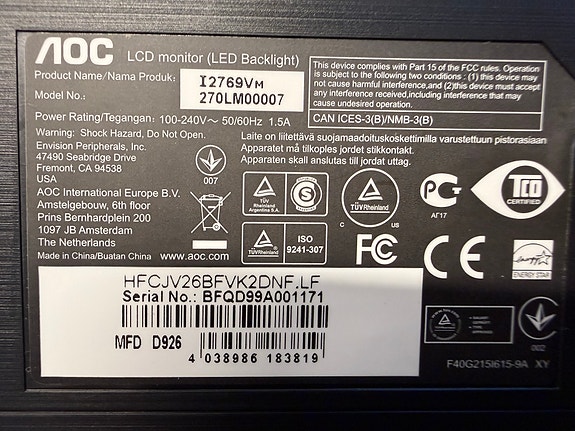 AOC LCD monitor (LED Backlight)
Product Name/Nama Produk: I2769VM
Model No.: 270LM00007
Power Rating/Tegangan: 100-240V~ 50/60Hz 1.5A
Warning: Shock Hazard, Do Not Open.
Envision Peripherals, Inc.
47490 Seabridge Drive
Fremont, CA 94538
USA
AOC International Europe B.V.
Amstelgebouw, 6th floor
Prins Bernhardplein 200
1097 JB Amsterdam
The Netherlands
Made in China/Buatan China
www.aoc.com
007
This device complies with Part 15 of the FCC rules. Operation
is subject to the following two conditions : (1) this device may
not cause harmful interference,and (2)this device must accept
any interference received,including interference that may
cause undesired operation.
CAN ICES-3(B)/NMB-3(B)
Laite on liitettävä suojamaadoituskoskettimilla varustettuun pistorasiaan
Apparatet må tilkoples jordet stikkontakt.
Apparaten skall anslutas till jordat uttag.
TÜV
Rheinland
Argentina S.A.
S
TÜVRheinland
C US
РСТ
АГ17
TCO
CERTIFIED
TÜVRheinland
ISO
9241-307
FC
CE
energy
ENERGY STAR
002
HFCJV26BFVK2DNF.LF
Serial No.: BFQD99A001171
MFD D926
4 038986 183819
F40G215I615-9A XY